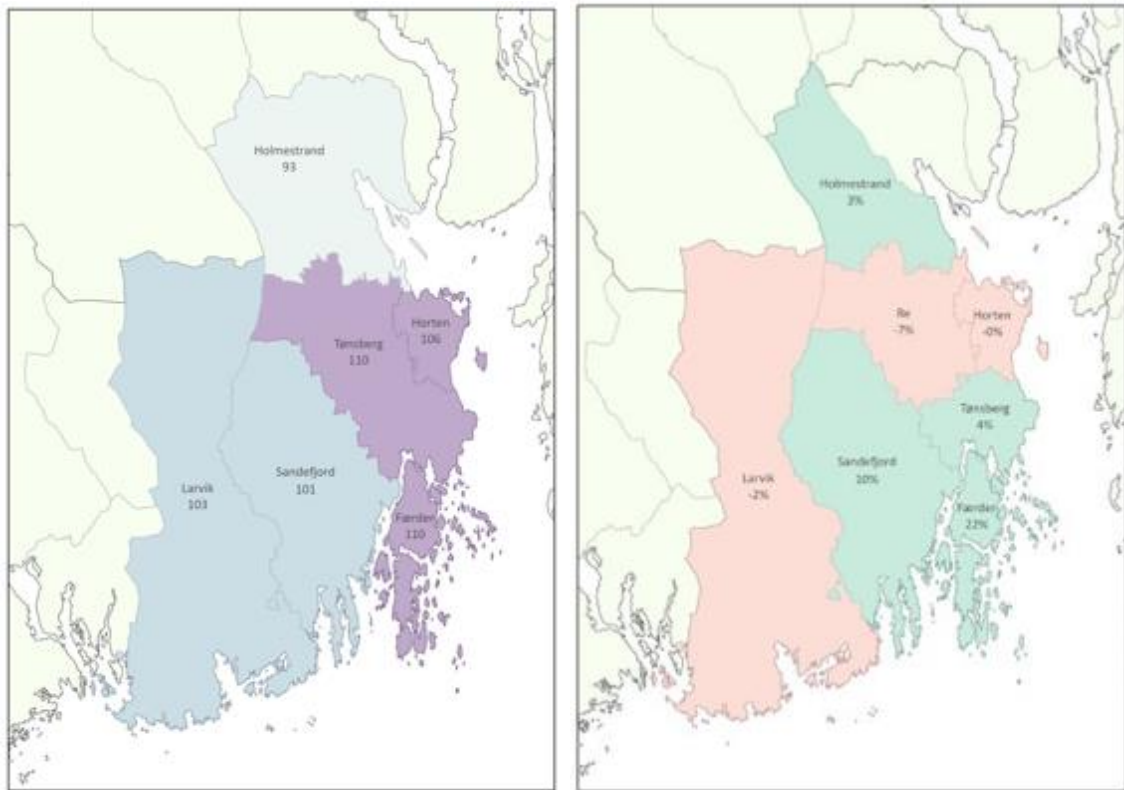 Holmestrand
93
Horten
106
Tønsberg
110
Sandefjord
101
Larvik
103
Færder
110
Holmestrand
3%
Re
-7%
Horten
-0%
Tønsberg
4%
Sandefjord
10%
Larvik
-2%
Færder
22%